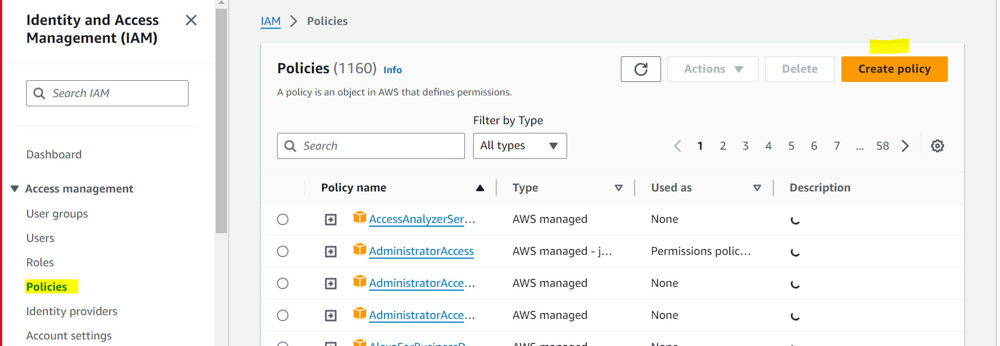 Identity and Access
Management (IAM)
Search IAM
Dashboard
Access management
User groups
Users
Roles
Policies
Identity providers
Account settings
IAM > Policies
Policies (1160) Info
Actions
Delete
Create policy
A policy is an object in AWS that defines permissions.
Filter by Type
Search
All types
1 2 3 4 5 6 7 ... 58
Policy name Type Used as Description
AccessAnalyzerSer... AWS managed None
AdministratorAccess AWS managed - j... Permissions polic...
AdministratorAcce... AWS managed None
AdministratorAcce... AWS managed None
AWS managed None